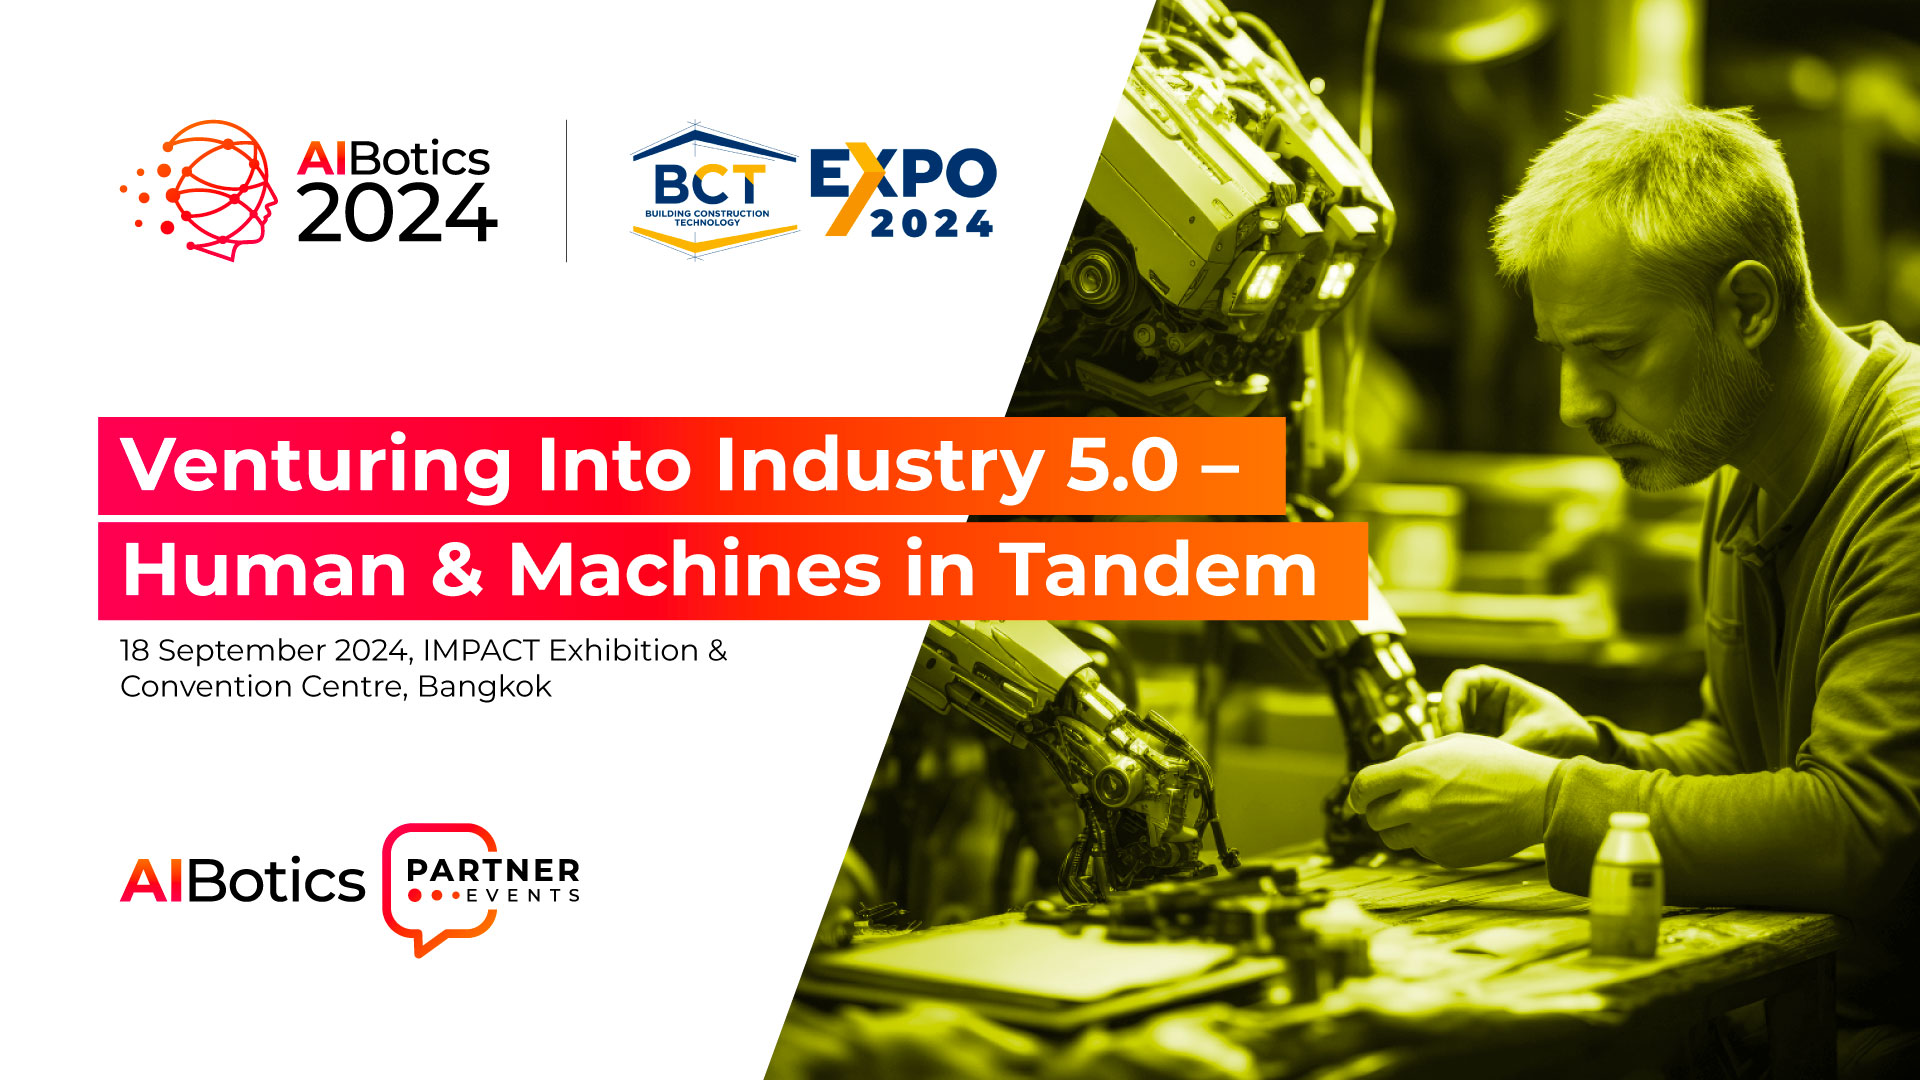 AIBotics
2024
BCT
BUILDING CONSTRUCTION
TECHNOLOGY
EXPO
2024
Venturing Into Industry 5.0 –
Human & Machines in Tandem
18 September 2024, IMPACT Exhibition &
Convention Centre, Bangkok
AIBotics
PARTNER
EVENTS